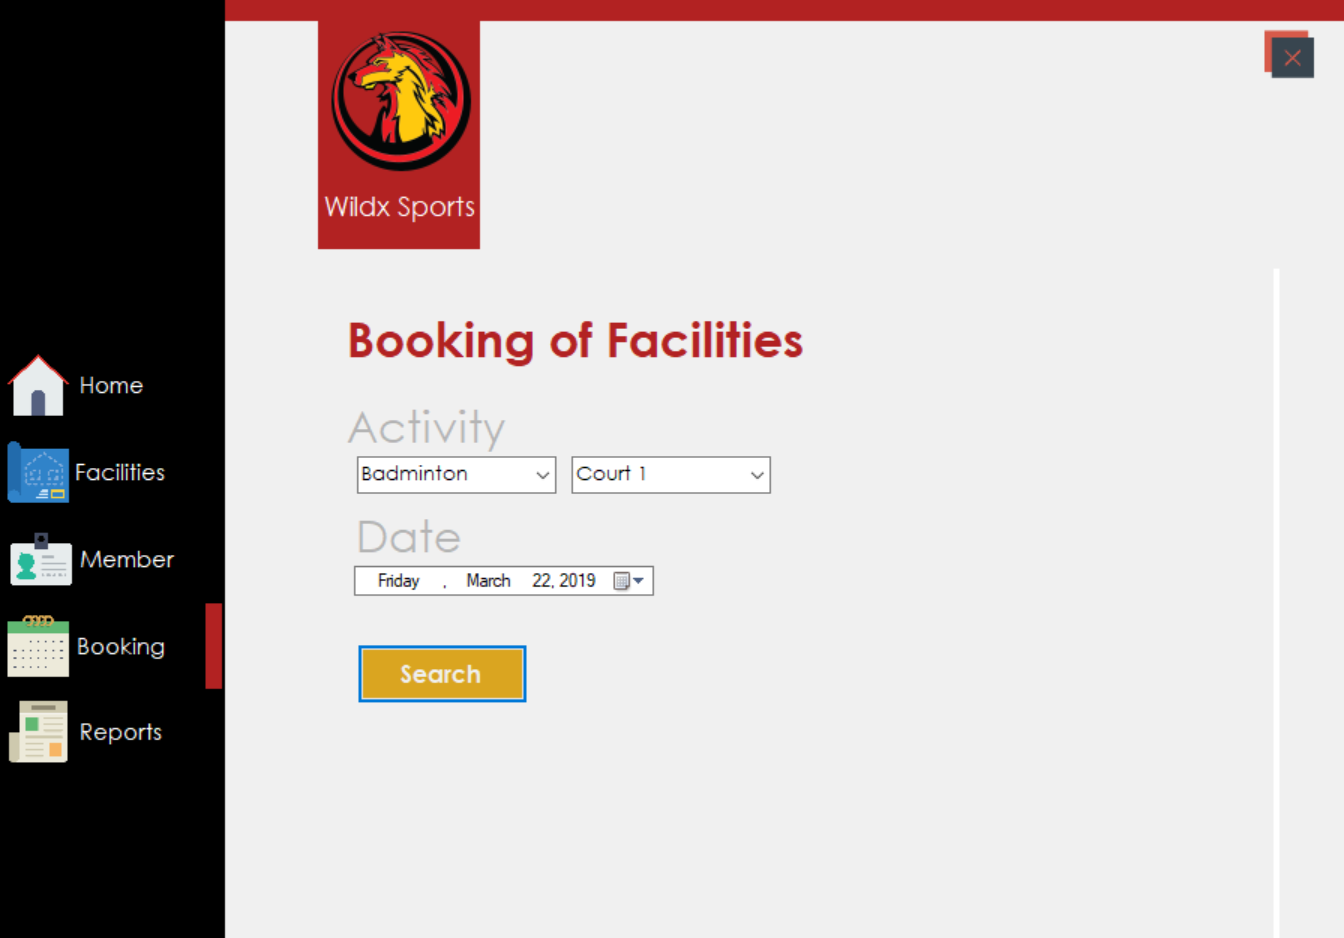 Wildx Sports
Booking of Facilities
Activity
Badminton
Court 1
Date
Friday , March 22, 2019
Search
Home
Facilities
Member
Booking
Reports